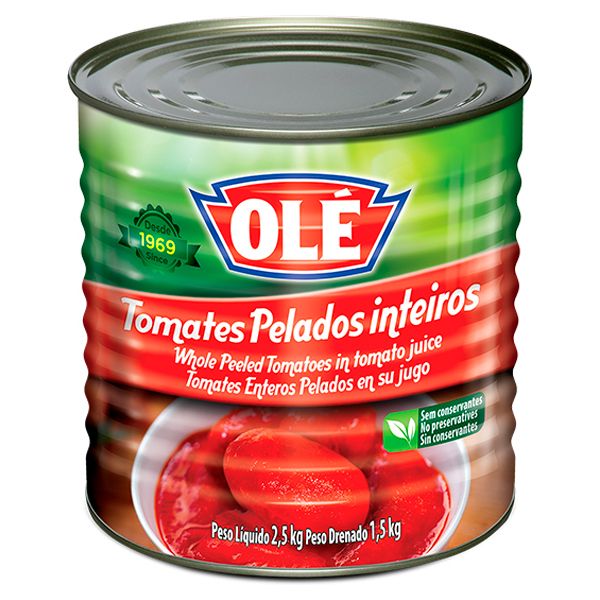 OLÉ
Desde
1969
Since
Tomates Pelados inteiros
Whole Peeled Tomatoes in tomato juice
Tomates Enteros Pelados en su jugo
Sem conservantes
No preservatives
Sin conservantes
Peso Líquido 2,5 kg Peso Drenado 1,5 kg